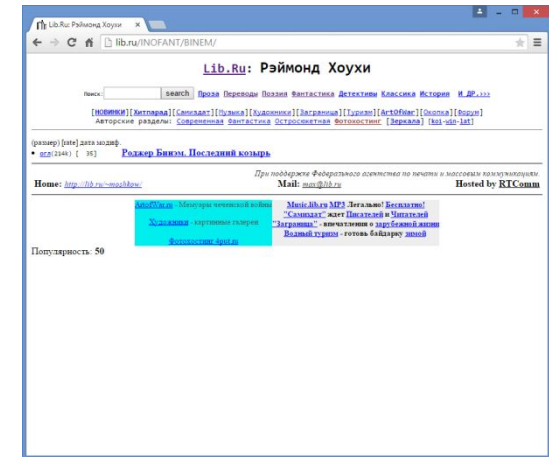 Lib.Ru: Рэймонд Хоухи
lib.ru/INOFANT/BINEM/
Lib.Ru: Рэймонд Хоухи
Поиск: search Проза Переводы Поэзия Фантастика Детективы Классика История И ДР.>>>
[НОВИНКИ][Хитпарад][Самиздат][Музыка][Художники][Заграница][Туризм][ArtOfWar][Окопка][Форум]
Авторские разделы: Современная Фантастика Остросюжетная Фотохостинг [Зеркала] [koi-win-lat]
(размер) [rate] дата модиф.
огл(214k) [ 35] Роджер Бинэм. Последний козырь
При поддержке Федерального агентства по печати и массовым коммуникациям.
Home: http://lib.ru/~moshkow/ Mail: max@lib.ru Hosted by RTComm
ArtofWar.ru - Мемуары чеченской войны Music.lib.ru MP3 Легально! Бесплатно!
"Самиздат" ждет Писателей и Читателей
Художники - картинные галереи "Заграница" - впечатления о зарубежной жизни
Водный туризм - готовь байдарку зимой
Фотохостинг 4put.ru
Популярность: 50